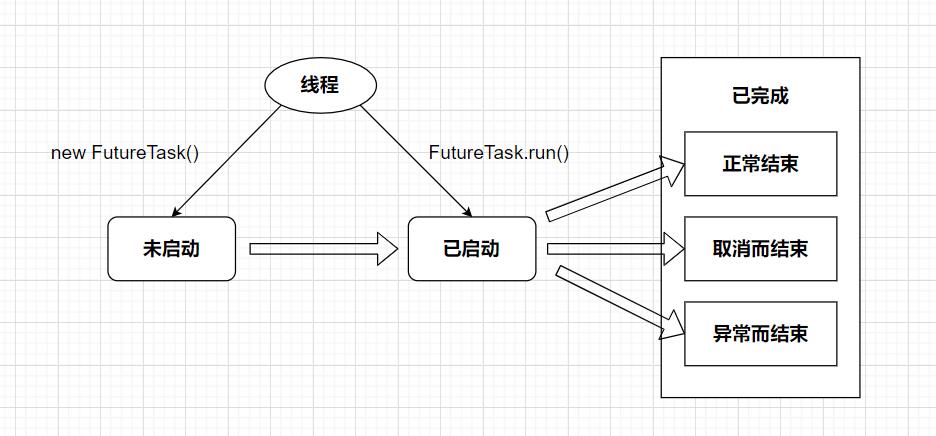 线程
已完成
new FutureTask()
FutureTask.run()
正常结束
未启动
已启动
取消而结束
异常而结束